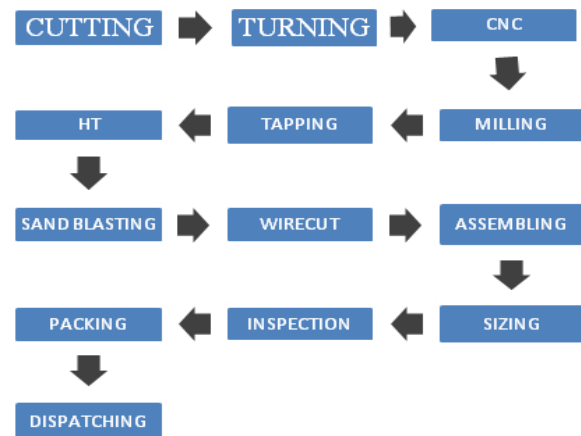 CUTTING
TURNING
CNC
MILLING
TAPPING
HT
SAND BLASTING
WIRECUT
ASSEMBLING
SIZING
INSPECTION
PACKING
DISPATCHING